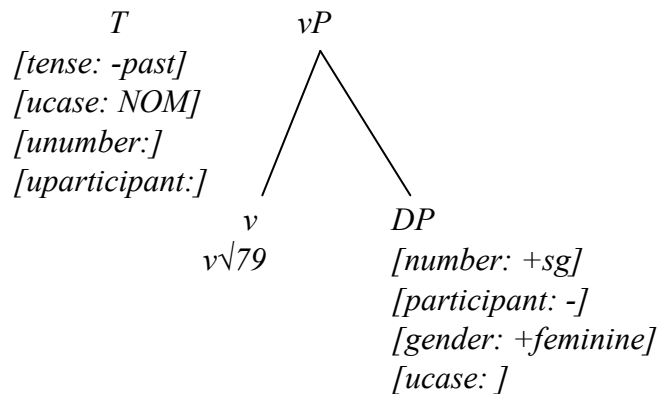 T vP
[tense: -past]
[ucase: NOM]
[unumber:]
[uparticipant:]
v DP
v√79 [number: +sg]
[participant: -]
[gender: +feminine]
[ucase: ]